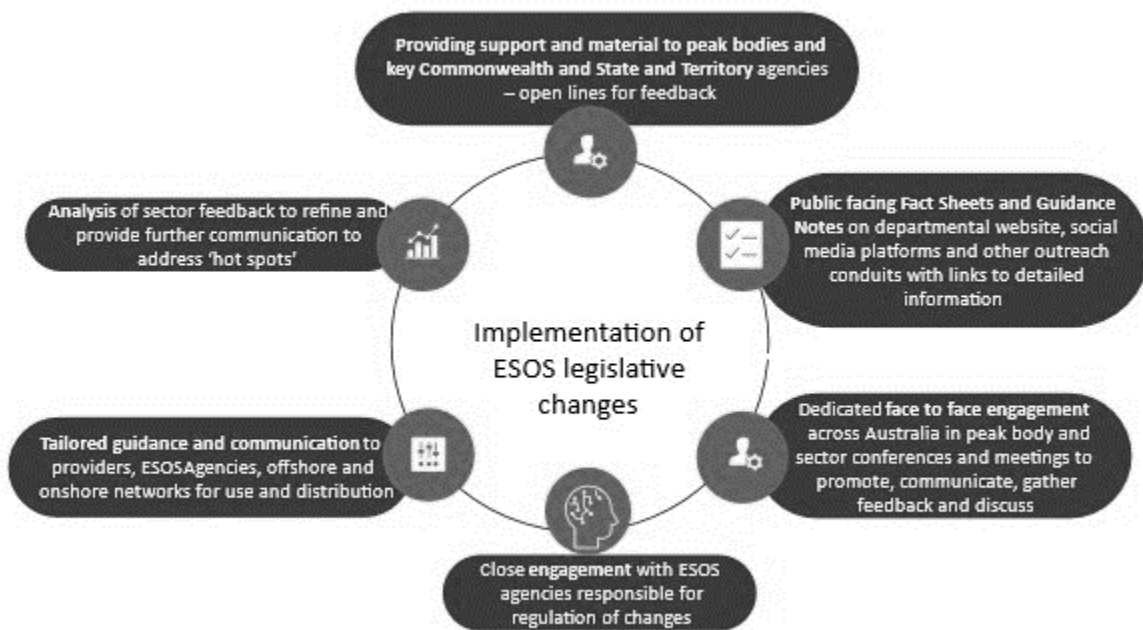 Providing support and material to peak bodies and
key Commonwealth and State and Territory agencies
– open lines for feedback
Public facing Fact Sheets and Guidance
Notes on departmental website, social
media platforms and other outreach
conduits with links to detailed
information
Dedicated face to face engagement
across Australia in peak body and
sector conferences and meetings to
promote, communicate, gather
feedback and discuss
Close engagement with ESOS
agencies responsible for
regulation of changes
Tailored guidance and communication to
providers, ESOSAgencies, offshore and
onshore networks for use and distribution
Analysis of sector feedback to refine and
provide further communication to
address ‘hot spots’
Implementation of
ESOS legislative
changes